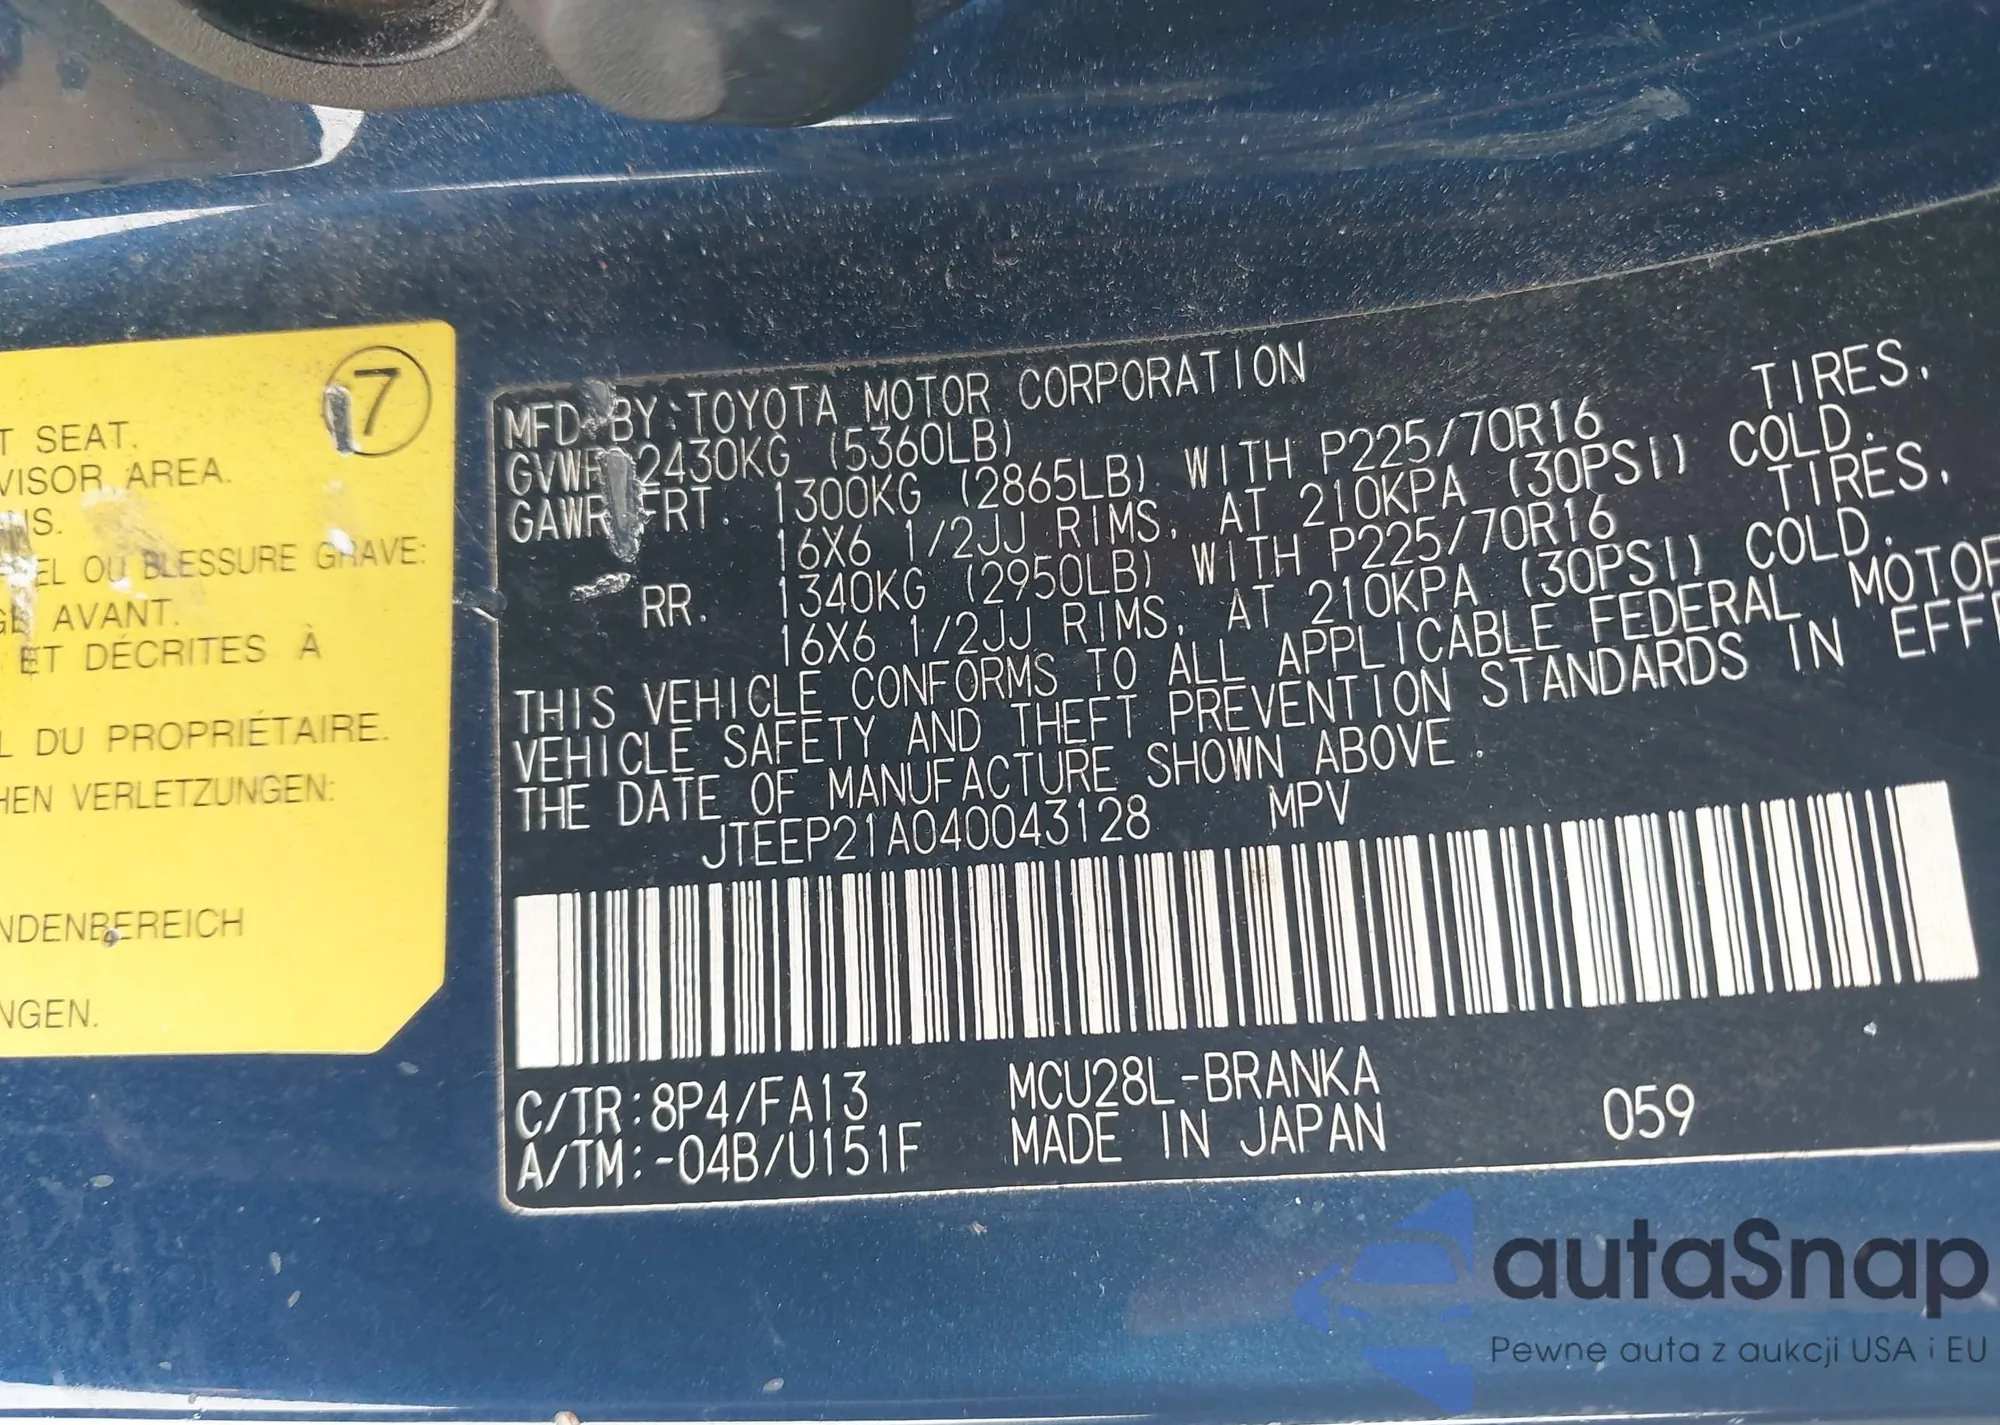 7
T SEAT.
VISOR AREA.
NS.
EL OU BLESSURE GRAVE:
GE AVANT.
ET DÉCRITES À
L DU PROPRIÉTAIRE.
HEN VERLETZUNGEN:
NDENBEREICH
NGEN.
MFD. BY: TOYOTA MOTOR CORPORATION
GVWR 2430KG (5360LB)
GAWR FRT. 1300KG (2865LB) WITH P225/70R16 TIRES,
16X6 1/2JJ RIMS, AT 210KPA (30PSI) COLD.
RR. 1340KG (2950LB) WITH P225/70R16 TIRES,
16X6 1/2JJ RIMS, AT 210KPA (30PSI) COLD.
THIS VEHICLE CONFORMS TO ALL APPLICABLE FEDERAL MOTOR
VEHICLE SAFETY AND THEFT PREVENTION STANDARDS IN EFFE
THE DATE OF MANUFACTURE SHOWN ABOVE.
JTEEP21A040043128 MPV
C/TR:8P4/FA13 MCU28L-BRANKA
A/TM:-04B/U151F MADE IN JAPAN 059
autaSnap
Pewne auta z aukcji USA i EU